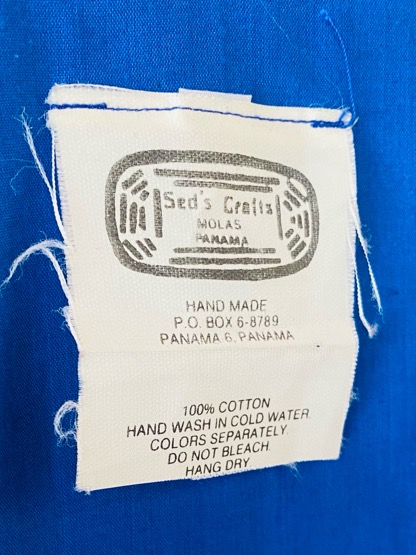 Sed's Crafts
MOLAS
PANAMA
HAND MADE
P.O. BOX 6-8789
PANAMA 6, PANAMA
100% COTTON
HAND WASH IN COLD WATER
COLORS SEPARATELY.
DO NOT BLEACH.
HANG DRY.